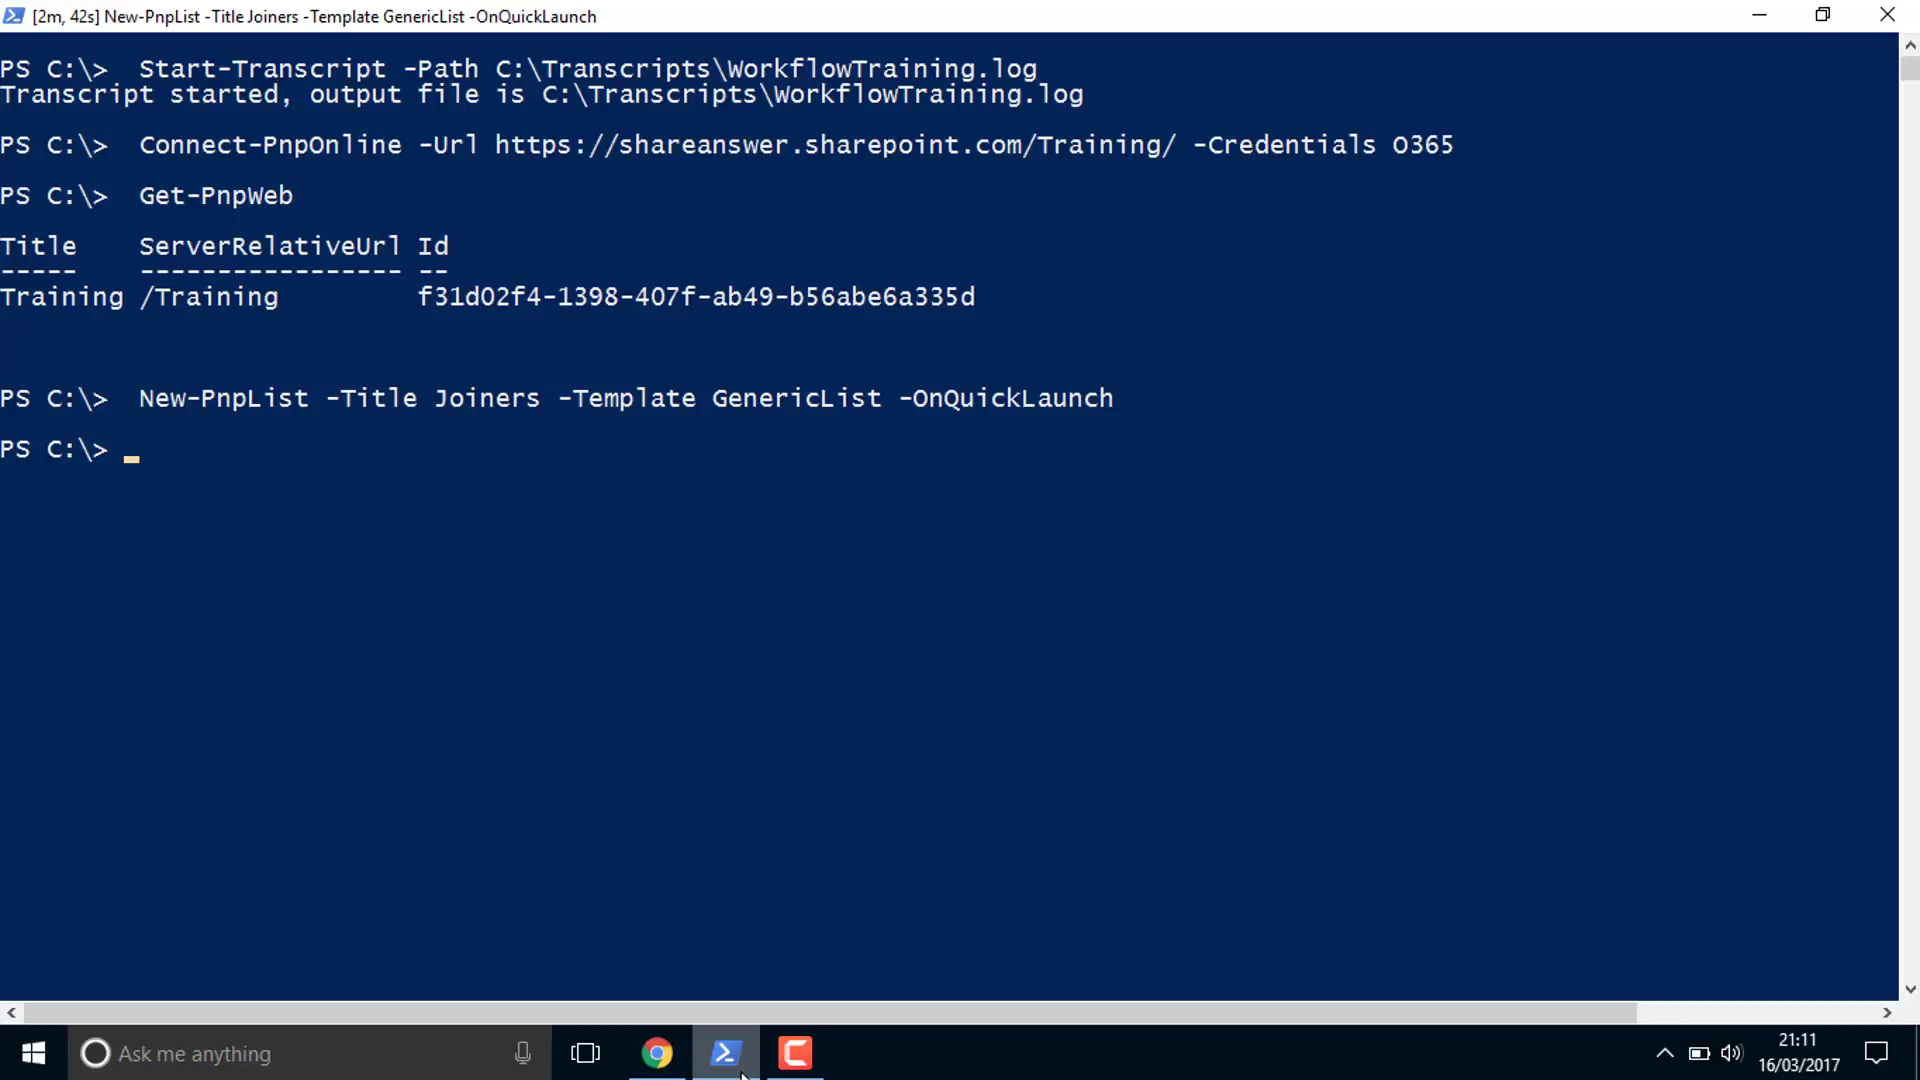 [2m, 42s] New-PnpList -Title Joiners -Template GenericList -OnQuickLaunch
PS C:\>  Start-Transcript -Path C:\Transcripts\WorkflowTraining.log
Transcript started, output file is C:\Transcripts\WorkflowTraining.log
PS C:\>  Connect-PnpOnline -Url https://shareanswer.sharepoint.com/Training/ -Credentials O365
PS C:\>  Get-PnpWeb
Title    ServerRelativeUrl Id
-----    ----------------- --
Training /Training         f31d02f4-1398-407f-ab49-b56abe6a335d
PS C:\>  New-PnpList -Title Joiners -Template GenericList -OnQuickLaunch
PS C:\> _
Ask me anything
21:11
16/03/2017